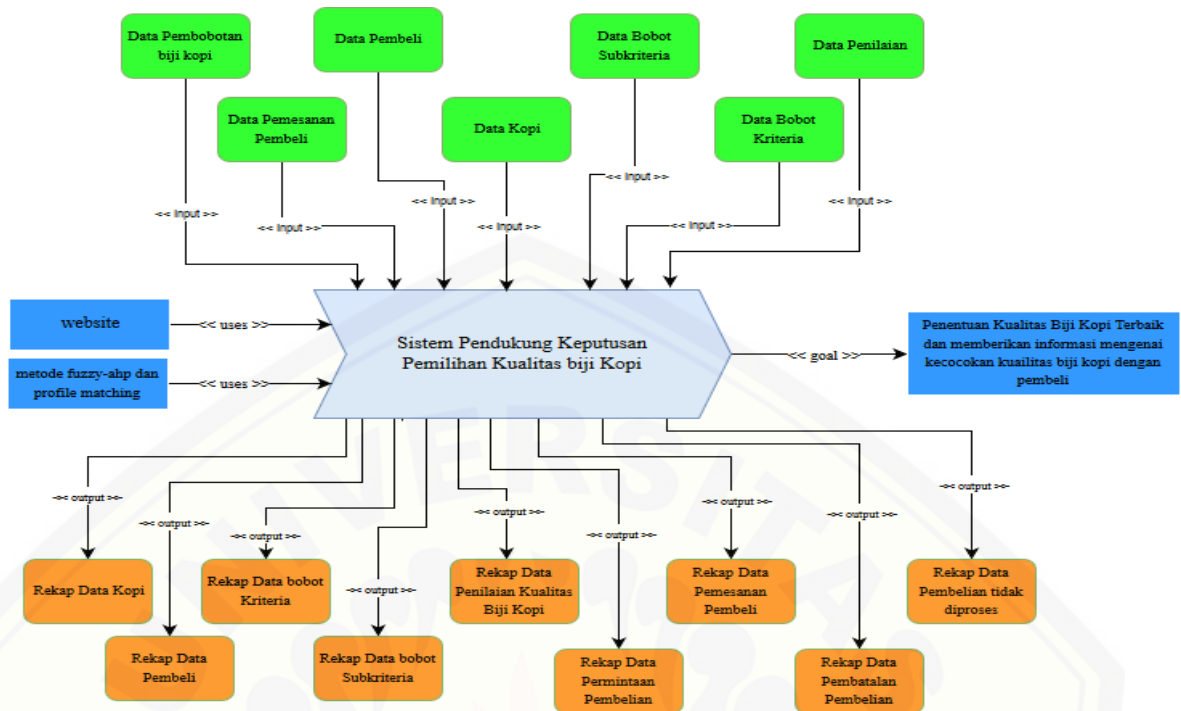 Data Pembobotan
biji kopi
Data Pembeli
Data Bobot
Subkriteria
Data Penilaian
Data Pemesanan
Pembeli
Data Kopi
Data Bobot
Kriteria
<< Input >>
<< Input >>
<< Input >>
<< Input >>
<< Input >>
<< Input >>
<< Input >>
website
<< uses >>
metode fuzzy-ahp dan
profile matching
<< uses >>
Sistem Pendukung Keputusan
Pemilihan Kualitas biji Kopi
<< goal >>
Penentuan Kualitas Biji Kopi Terbaik
dan memberikan informasi mengenai
kecocokan kuailitas biji kopi dengan
pembeli
<< output >>
<< output >>
<< output >>
<< output >>
<< output >>
<< output >>
<< output >>
<< output >>
<< output >>
Rekap Data Kopi
Rekap Data bobot
Kriteria
Rekap Data
Penilaian Kualitas
Biji Kopi
Rekap Data
Pemesanan
Pembeli
Rekap Data
Pembelian tidak
diproses
Rekap Data
Pembeli
Rekap Data bobot
Subkriteria
Rekap Data
Permintaan
Pembelian
Rekap Data
Pembatalan
Pembelian
UNIVERSITA